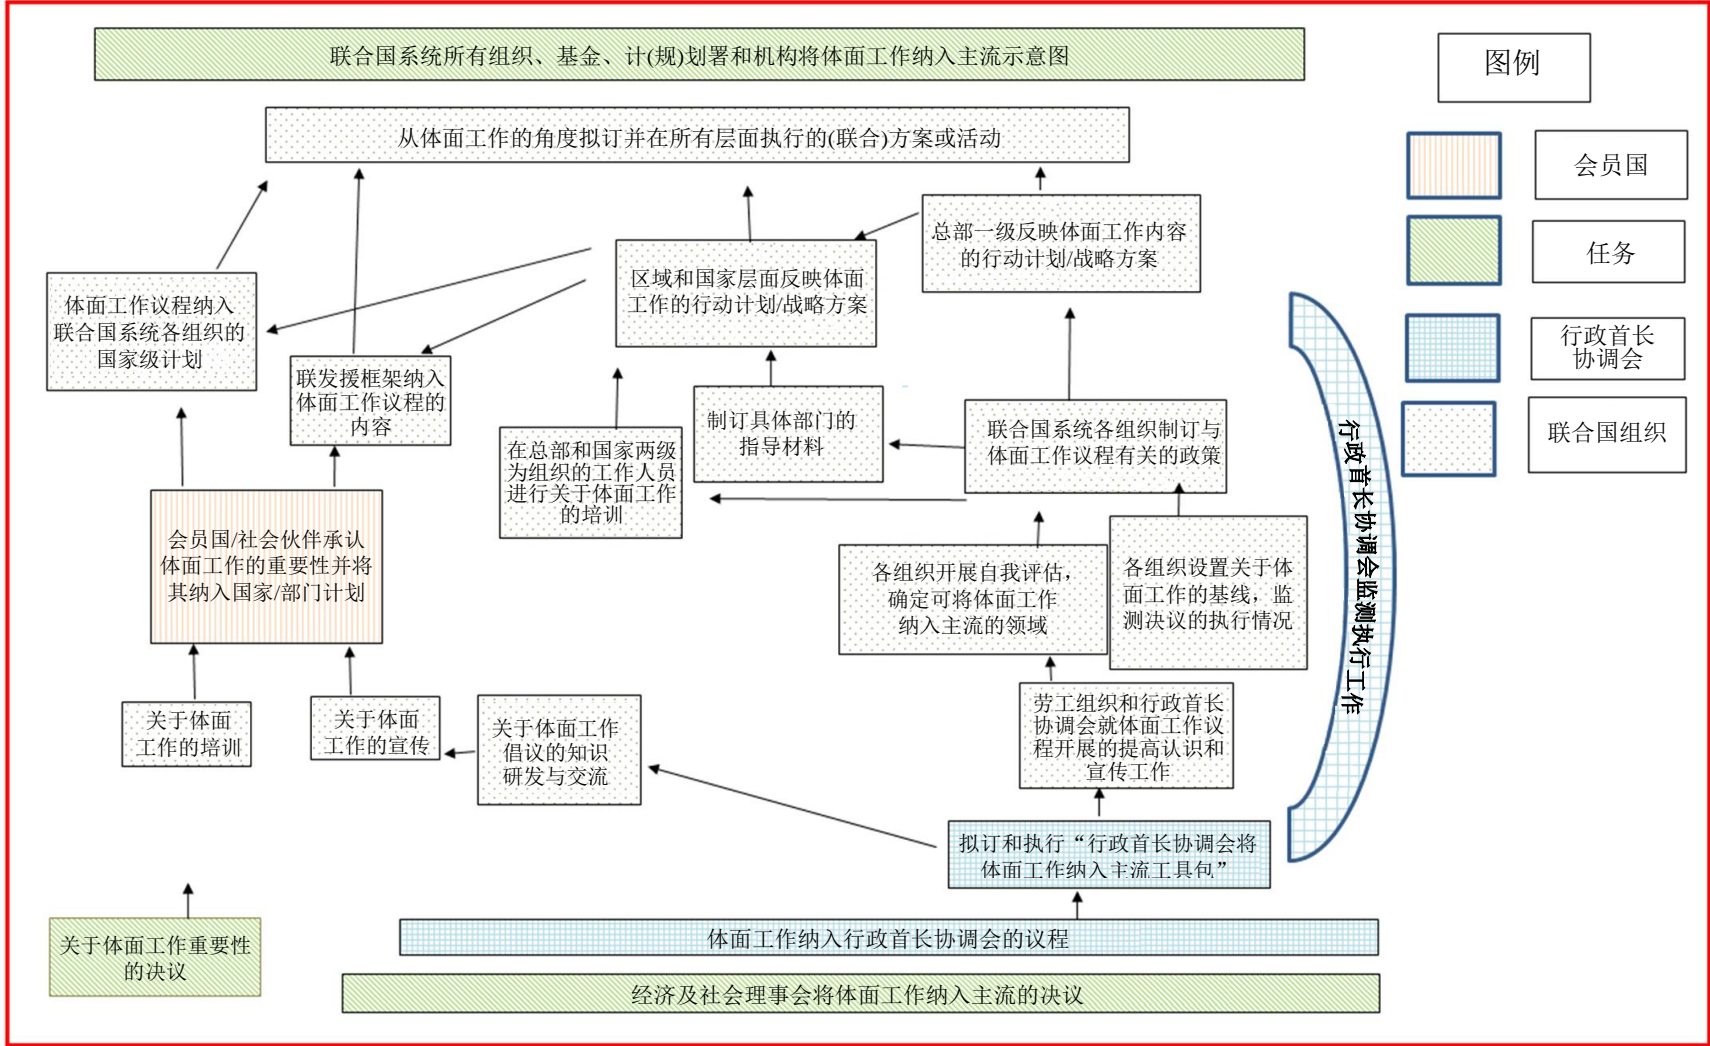 联合国系统所有组织、基金、计(规)划署和机构将体面工作纳入主流示意图
图例
从体面工作的角度拟订并在所有层面执行的(联合)方案或活动
会员国
任务
行政首长
协调会
联合国组织
总部一级反映体面工作内容
的行动计划/战略方案
区域和国家层面反映体面
工作的行动计划/战略方案
体面工作议程纳入
联合国系统各组织的
国家级计划
联发援框架纳入
体面工作议程的
内容
制订具体部门的
指导材料
联合国系统各组织制订与
体面工作议程有关的政策
在总部和国家两级
为组织的工作人员
进行关于体面工作
的培训
行政首长协调会监测执行工作
会员国/社会伙伴承认
体面工作的重要性并将
其纳入国家/部门计划
各组织开展自我评估，
确定可将体面工作
纳入主流的领域
各组织设置关于体
面工作的基线，监
测决议的执行情况
关于体面
工作的培训
关于体面
工作的宣传
关于体面工作
倡议的知识
研发与交流
劳工组织和行政首长
协调会就体面工作议
程开展的提高认识和
宣传工作
拟订和执行“行政首长协调会将
体面工作纳入主流工具包”
关于体面工作重要性
的决议
体面工作纳入行政首长协调会的议程
经济及社会理事会将体面工作纳入主流的决议